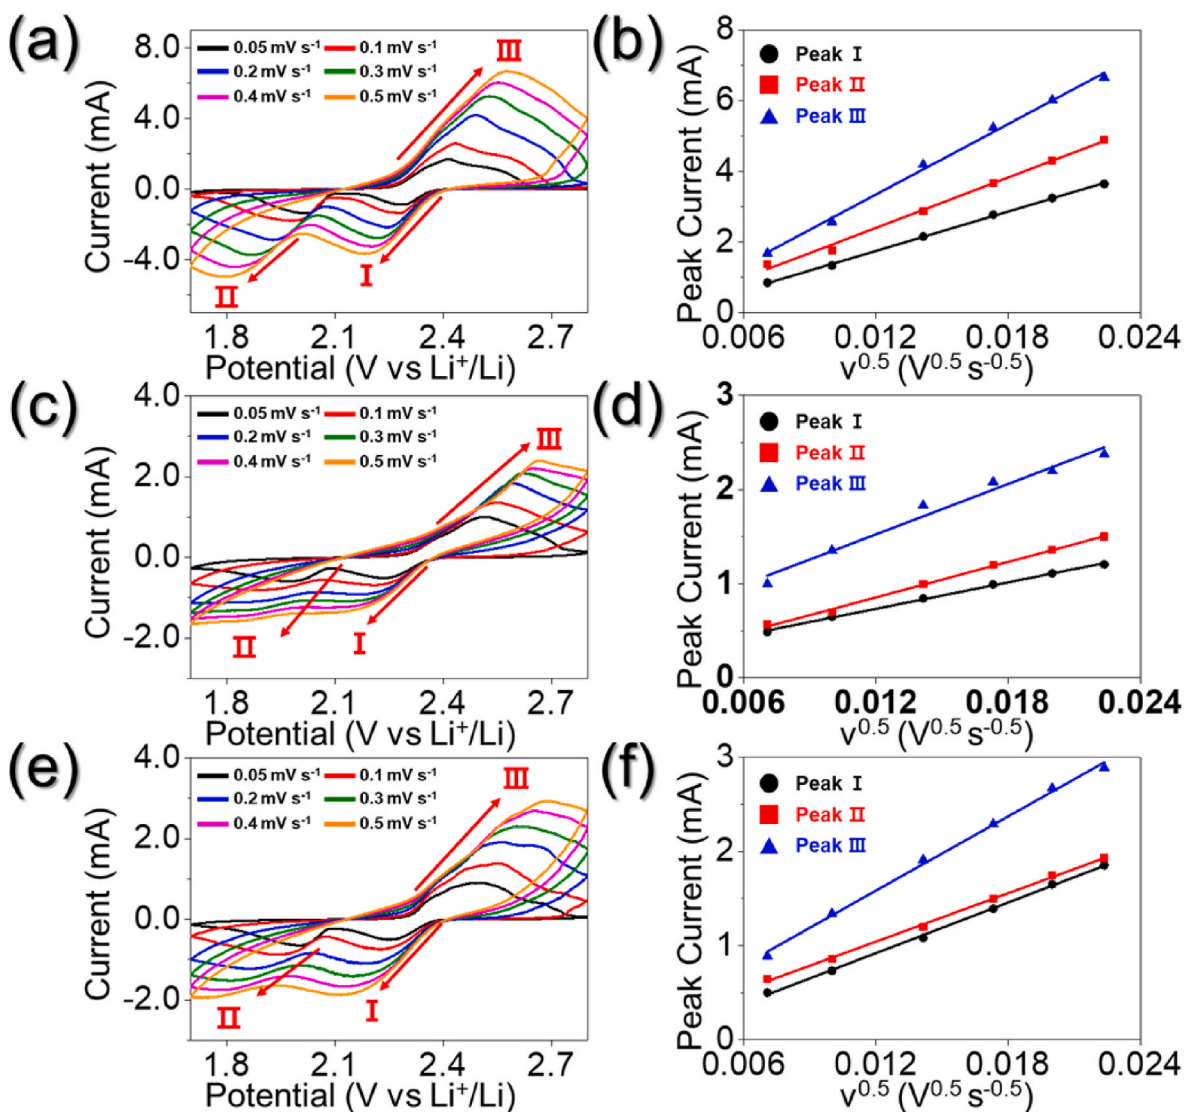 (a)
8.0
4.0
0.0
-4.0
Current (mA)
0.05 mV s⁻¹ 0.1 mV s⁻¹
0.2 mV s⁻¹ 0.3 mV s⁻¹
0.4 mV s⁻¹ 0.5 mV s⁻¹
III
I
II
1.8 2.1 2.4 2.7
Potential (V vs Li⁺/Li)
(b)
8
6
4
2
0
Peak Current (mA)
Peak I
Peak II
Peak III
0.006 0.012 0.018 0.024
v⁰·⁵ (V⁰·⁵ s⁻⁰·⁵)
(c)
4.0
2.0
0.0
-2.0
Current (mA)
0.05 mV s⁻¹ 0.1 mV s⁻¹
0.2 mV s⁻¹ 0.3 mV s⁻¹
0.4 mV s⁻¹ 0.5 mV s⁻¹
III
II
I
1.8 2.1 2.4 2.7
Potential (V vs Li⁺/Li)
(d)
3
2
1
0
Peak Current (mA)
Peak I
Peak II
Peak III
0.006 0.012 0.018 0.024
v⁰·⁵ (V⁰·⁵ s⁻⁰·⁵)
(e)
4.0
2.0
0.0
-2.0
Current (mA)
0.05 mV s⁻¹ 0.1 mV s⁻¹
0.2 mV s⁻¹ 0.3 mV s⁻¹
0.4 mV s⁻¹ 0.5 mV s⁻¹
III
II
I
1.8 2.1 2.4 2.7
Potential (V vs Li⁺/Li)
(f)
3
2
1
0
Peak Current (mA)
Peak I
Peak II
Peak III
0.006 0.012 0.018 0.024
v⁰·⁵ (V⁰·⁵ s⁻⁰·⁵)